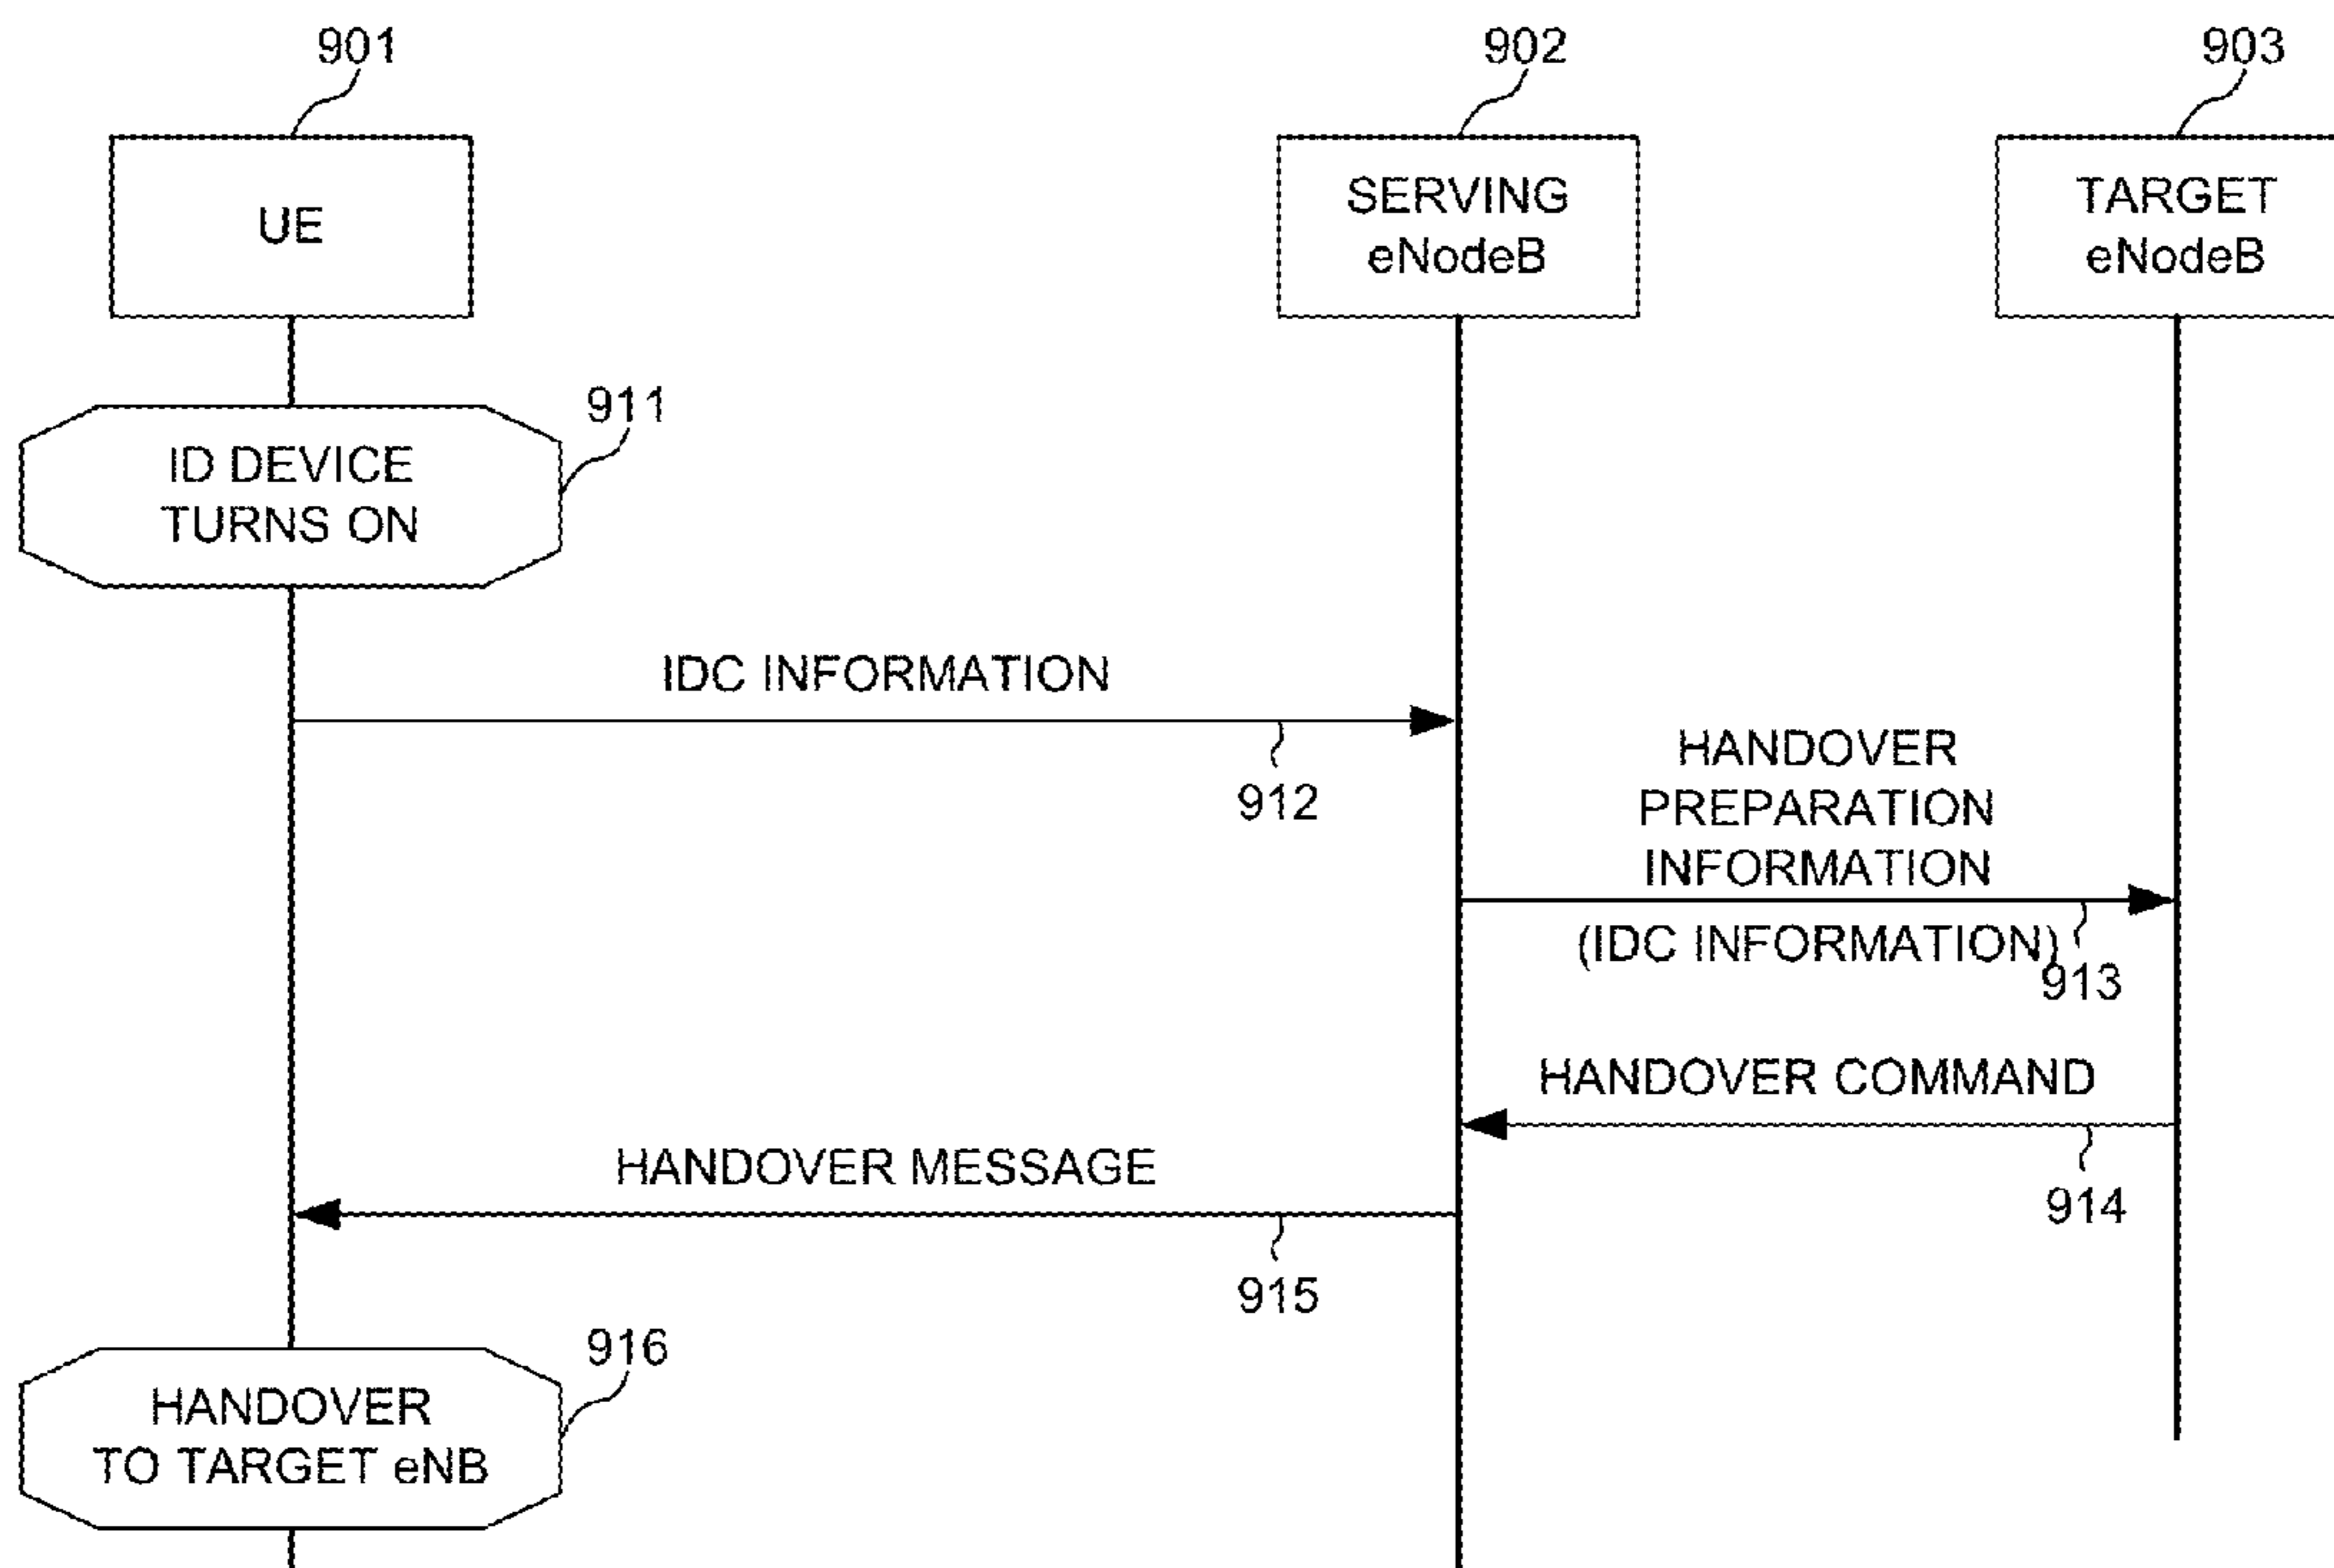 901
902
903
UE
SERVING
eNodeB
TARGET
eNodeB
911
ID DEVICE
TURNS ON
IDC INFORMATION
912
HANDOVER
PREPARATION
INFORMATION
(IDC INFORMATION)
913
HANDOVER COMMAND
914
HANDOVER MESSAGE
915
916
HANDOVER
TO TARGET eNB